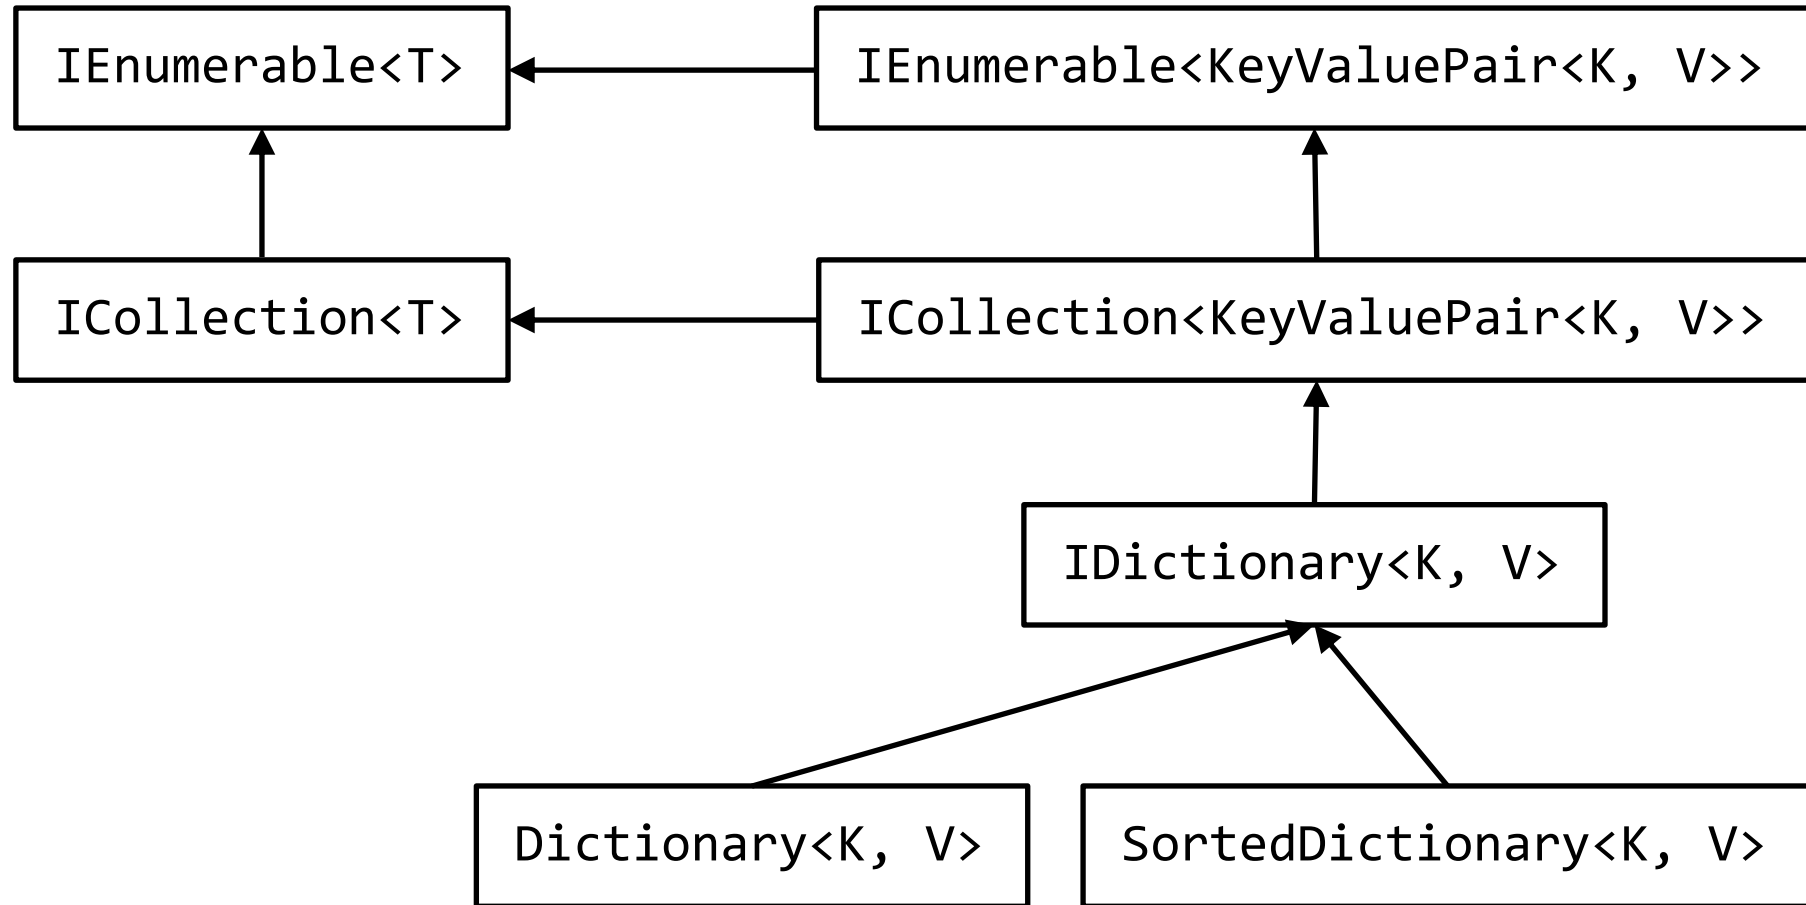 IEnumerable<T>
IEnumerable<KeyValuePair<K, V>>
ICollection<T>
ICollection<KeyValuePair<K, V>>
IDictionary<K, V>
Dictionary<K, V>
SortedDictionary<K, V>